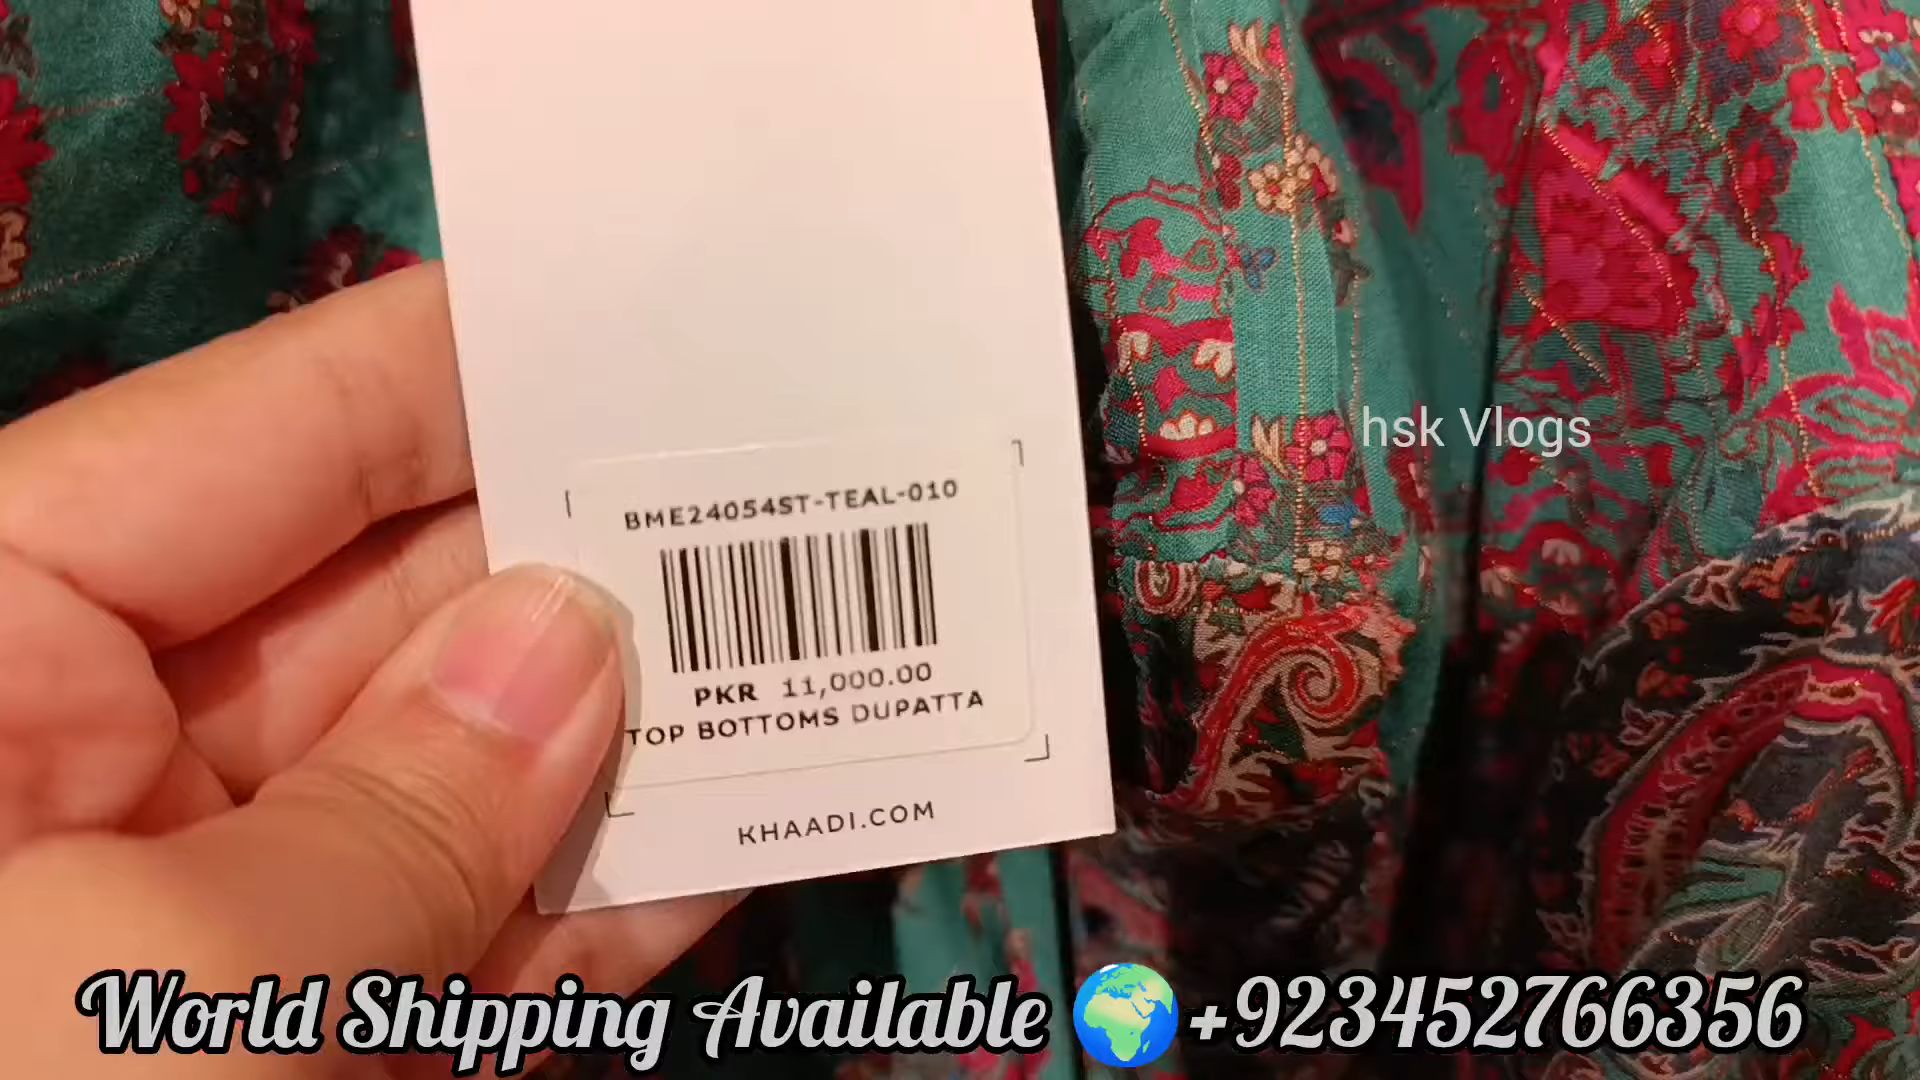 BME24054ST-TEAL-010
PKR 11,000.00
TOP BOTTOMS DUPATTA
KHAADI.COM
hsk Vlogs
World Shipping Available 🌍 +923452766356